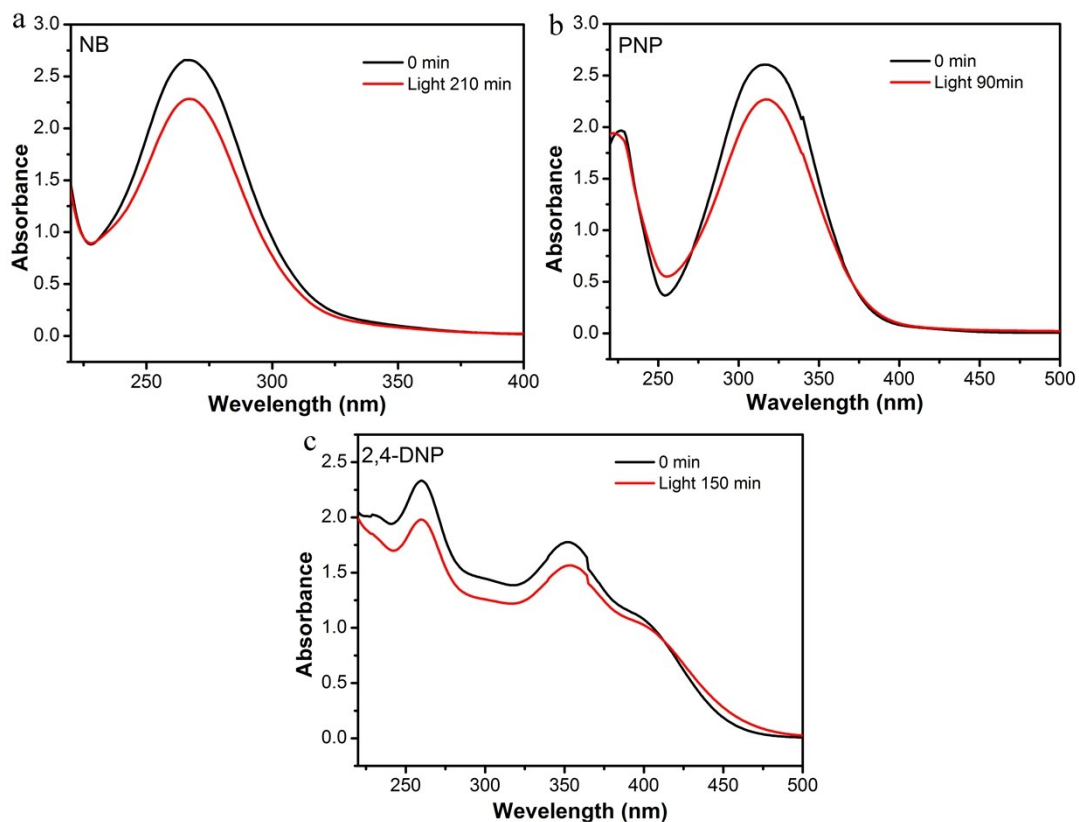 a
NB
0 min
Light 210 min
3.0
2.5
2.0
1.5
1.0
0.5
0.0
Absorbance
250 300 350 400
Wevelength (nm)
b
PNP
0 min
Light 90min
3.0
2.5
2.0
1.5
1.0
0.5
0.0
Absorbance
250 300 350 400 450 500
Wavelength (nm)
c
2,4-DNP
0 min
Light 150 min
2.5
2.0
1.5
1.0
0.5
0.0
Absorbance
250 300 350 400 450 500
Wavelength (nm)